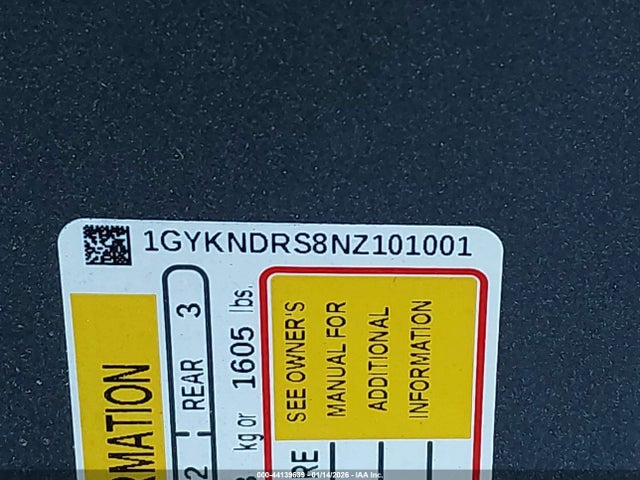 1GYKNDRS8NZ101001
RMATION
2 REAR 3
kg or 1605 lbs.
SEE OWNER'S
MANUAL FOR
ADDITIONAL
INFORMATION
000-44139639 - 01/14/2026 - IAA Inc.